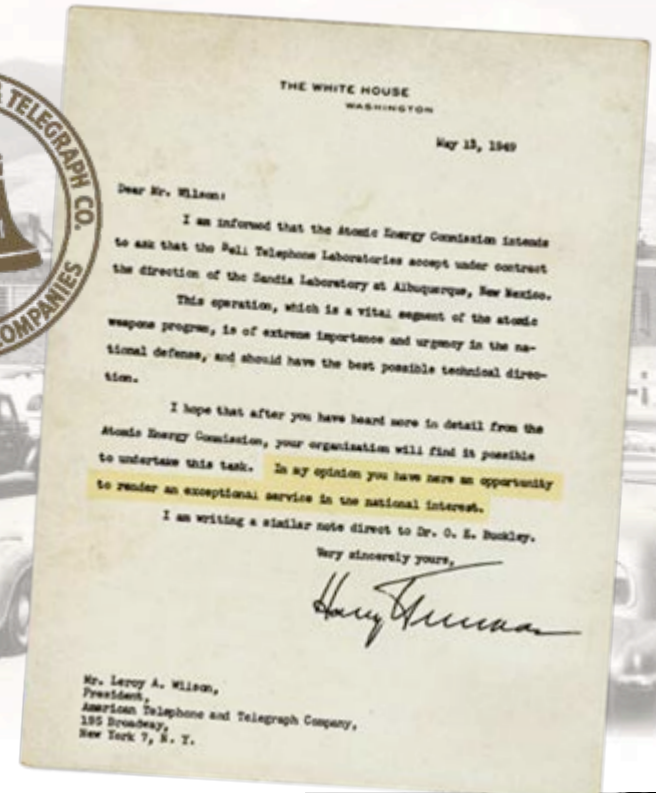 TELEGRAPH CO.
COMPANIES
THE WHITE HOUSE
WASHINGTON
May 13, 1949
Dear Mr. Wilson:
I am informed that the Atomic Energy Commission intends
to ask that the Bell Telephone Laboratories accept under contract
the direction of the Sandia Laboratory at Albuquerque, New Mexico.
This operation, which is a vital segment of the atomic
weapons program, is of extreme importance and urgency in the na-
tional defense, and should have the best possible technical direc-
tion.
I hope that after you have heard more in detail from the
Atomic Energy Commission, your organization will find it possible
to undertake this task. In my opinion you have here an opportunity
to render an exceptional service in the national interest.
I am writing a similar note direct to Dr. O. E. Buckley.
Very sincerely yours,
Harry Truman
Mr. Leroy A. Wilson,
President,
American Telephone and Telegraph Company,
195 Broadway,
New York 7, N. Y.